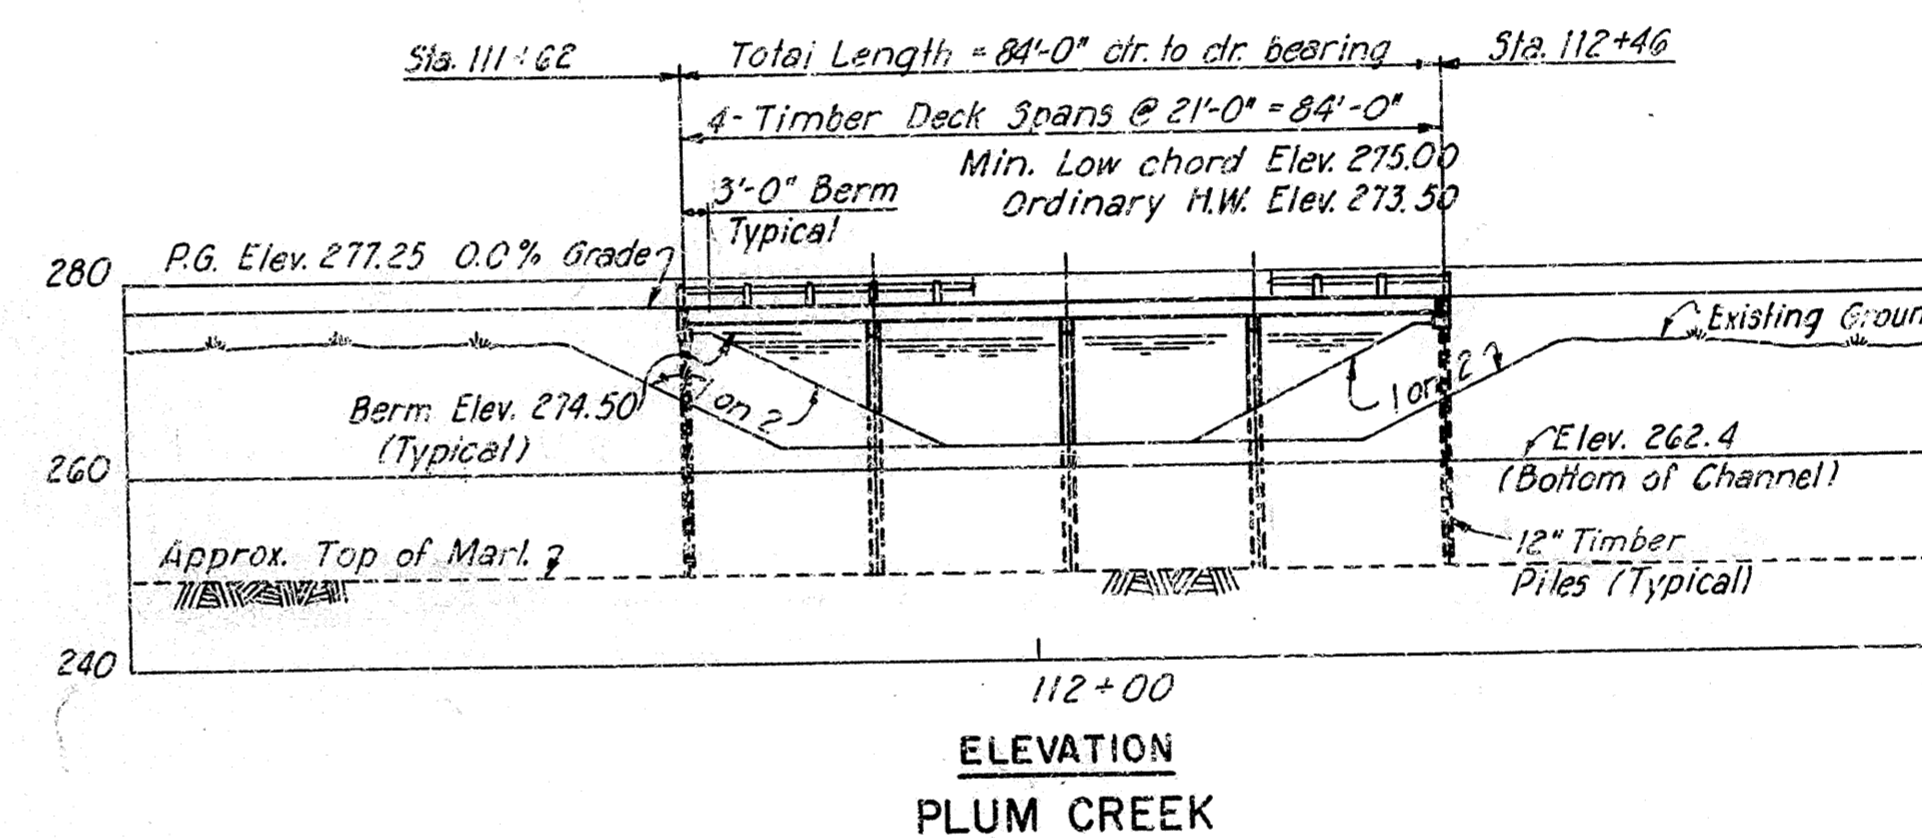 Sta. 111+62
Total Length = 84'-0" ctr. to ctr. bearing
Sta. 112+46
4-Timber Deck Spans @ 21'-0" = 84'-0"
Min. Low chord Elev. 275.00
Ordinary H.W. Elev. 273.50
3'-0" Berm
Typical
P.G. Elev. 277.25 0.0% Grade
280
Existing Groun
Berm Elev. 274.50
(Typical)
1 on 2
1 on 2
Elev. 262.4
(Bottom of Channel)
260
12" Timber
Piles (Typical)
Approx. Top of Marl.
240
112+00
ELEVATION
PLUM CREEK